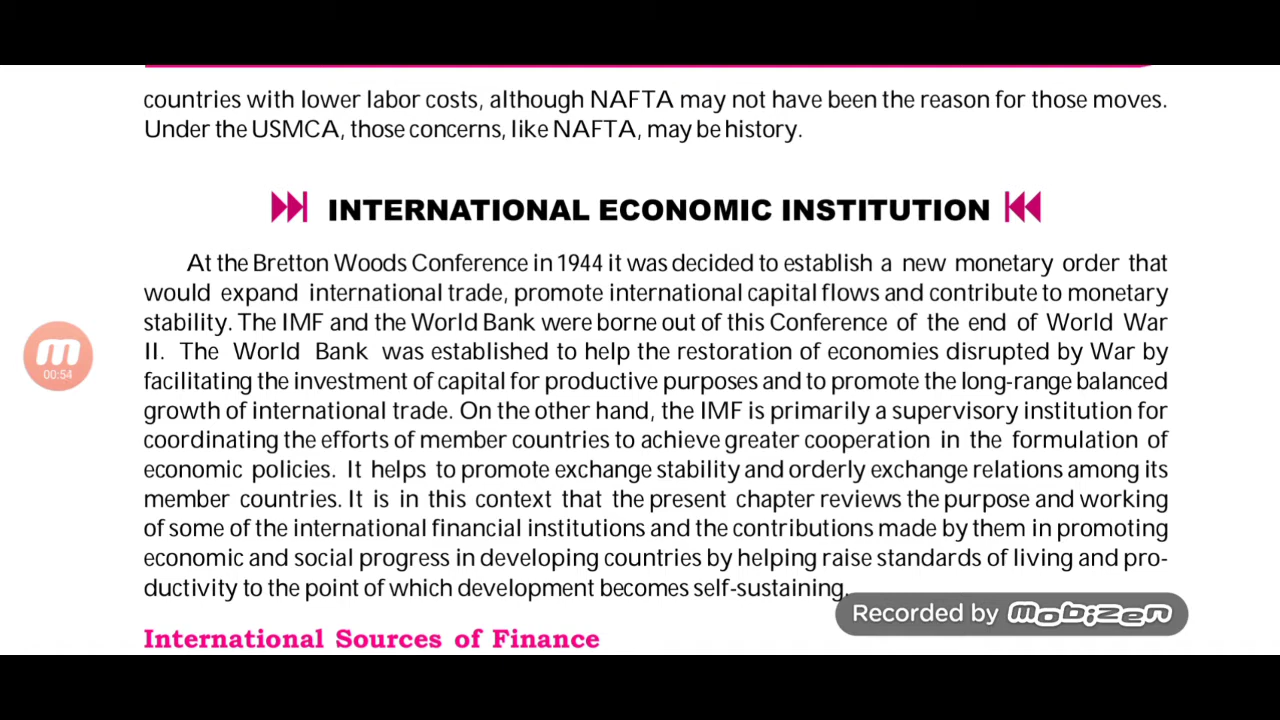 countries with lower labor costs, although NAFTA may not have been the reason for those moves.
Under the USMCA, those concerns, like NAFTA, may be history.
INTERNATIONAL ECONOMIC INSTITUTION
At the Bretton Woods Conference in 1944 it was decided to establish a new monetary order that
would expand international trade, promote international capital flows and contribute to monetary
stability. The IMF and the World Bank were borne out of this Conference of the end of World War
II. The World Bank was established to help the restoration of economies disrupted by War by
facilitating the investment of capital for productive purposes and to promote the long-range balanced
growth of international trade. On the other hand, the IMF is primarily a supervisory institution for
coordinating the efforts of member countries to achieve greater cooperation in the formulation of
economic policies. It helps to promote exchange stability and orderly exchange relations among its
member countries. It is in this context that the present chapter reviews the purpose and working
of some of the international financial institutions and the contributions made by them in promoting
economic and social progress in developing countries by helping raise standards of living and pro-
ductivity to the point of which development becomes self-sustaining.
International Sources of Finance
m
00:54
Recorded by mobizen